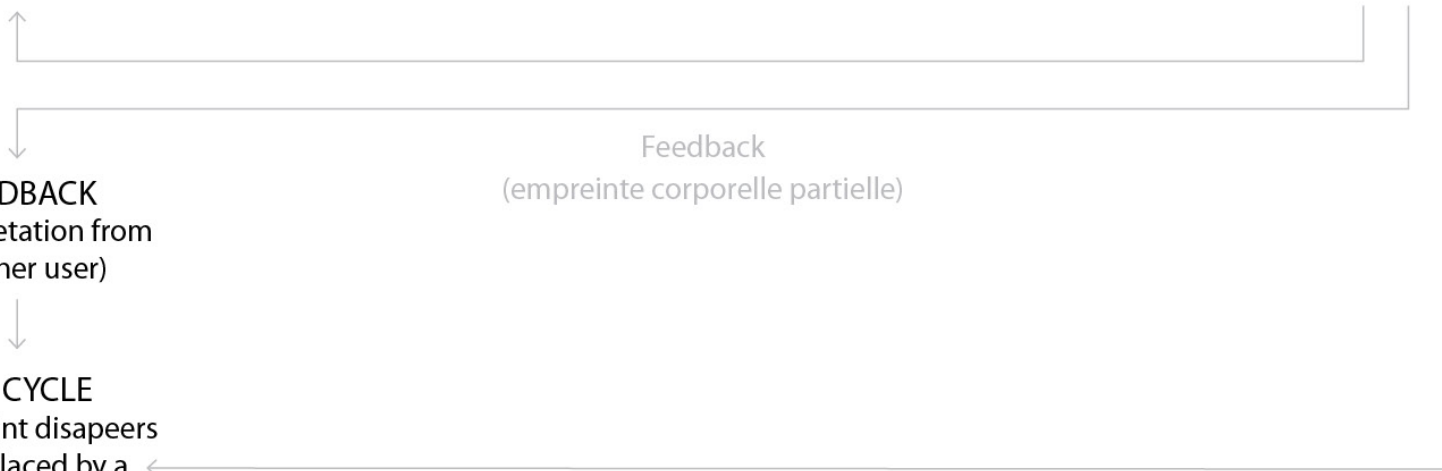 Feedback
(empreinte corporelle partielle)
DBACK
etation from
her user)
CYCLE
nt disapeers
laced by a